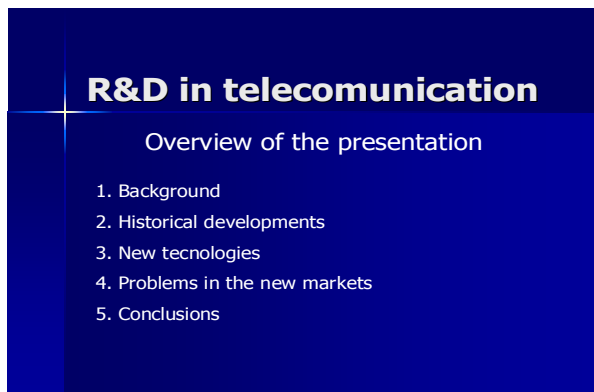 R&D in telecomunication
Overview of the presentation
1. Background
2. Historical developments
3. New tecnologies
4. Problems in the new markets
5. Conclusions